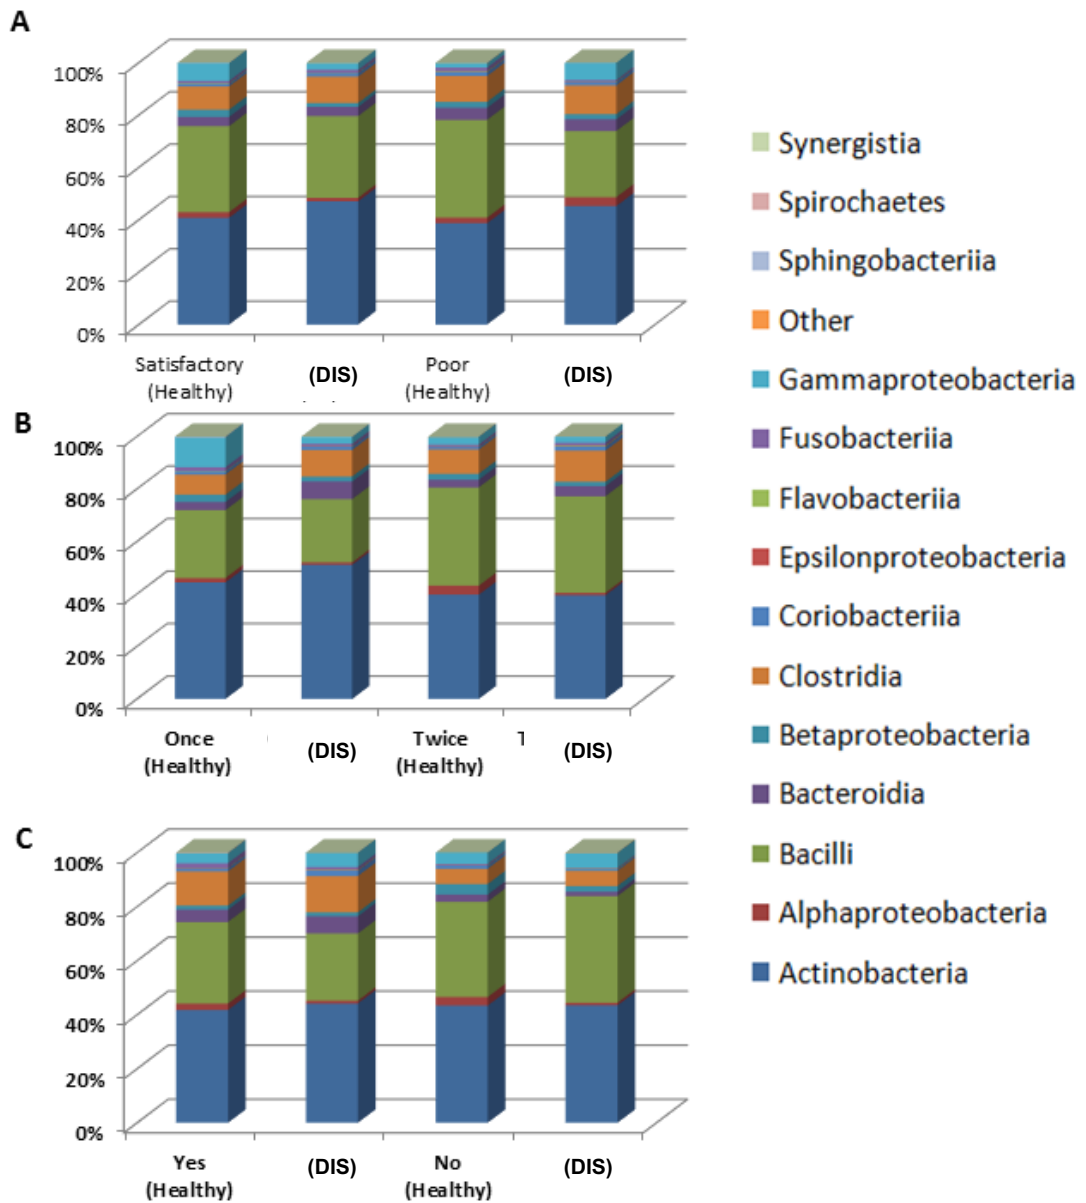 A
100%
80%
60%
40%
20%
0%
Satisfactory (DIS) Poor (DIS)
(Healthy) (Healthy)
B
100%
80%
60%
40%
20%
0%
Once (DIS) Twice T (DIS)
(Healthy) (Healthy)
C
100%
80%
60%
40%
20%
0%
Yes (DIS) No (DIS)
(Healthy) (Healthy)
Synergistia
Spirochaetes
Sphingobacteriia
Other
Gammaproteobacteria
Fusobacteriia
Flavobacteriia
Epsilonproteobacteria
Coriobacteriia
Clostridia
Betaproteobacteria
Bacteroidia
Bacilli
Alphaproteobacteria
Actinobacteria